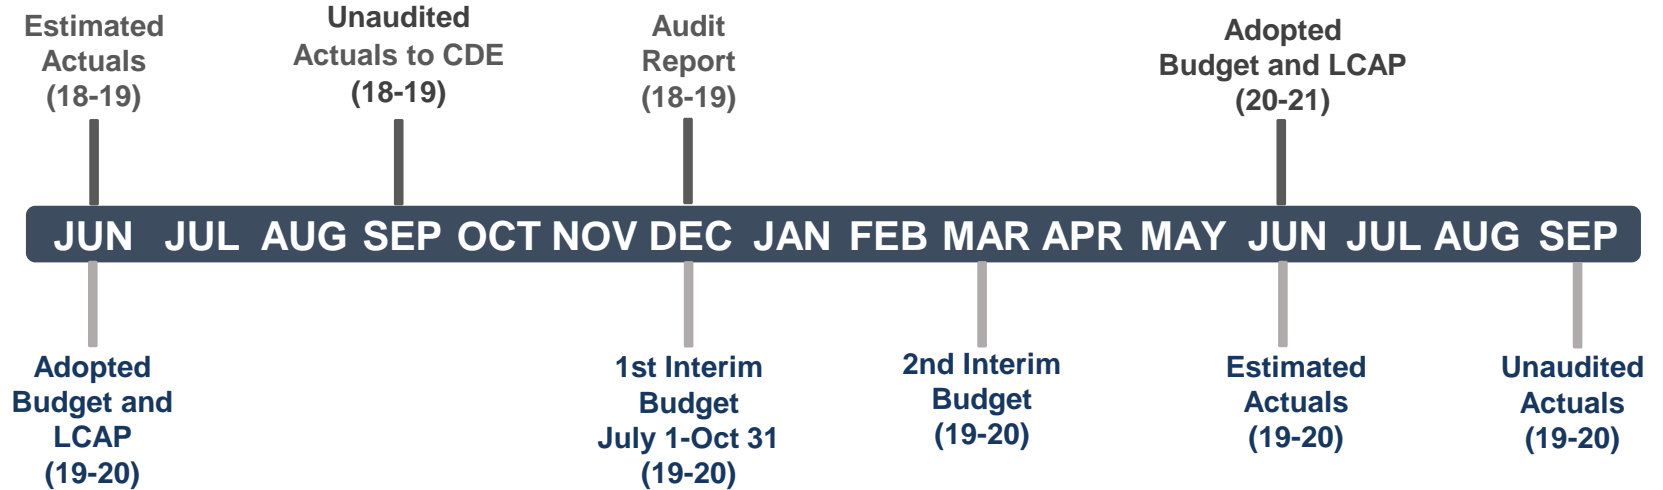 Estimated
Actuals
(18-19)
Unaudited
Actuals to CDE
(18-19)
Audit
Report
(18-19)
Adopted
Budget and LCAP
(20-21)
JUN JUL AUG SEP OCT NOV DEC JAN FEB MAR APR MAY JUN JUL AUG SEP
Adopted
Budget and
LCAP
(19-20)
1st Interim
Budget
July 1-Oct 31
(19-20)
2nd Interim
Budget
(19-20)
Estimated
Actuals
(19-20)
Unaudited
Actuals
(19-20)